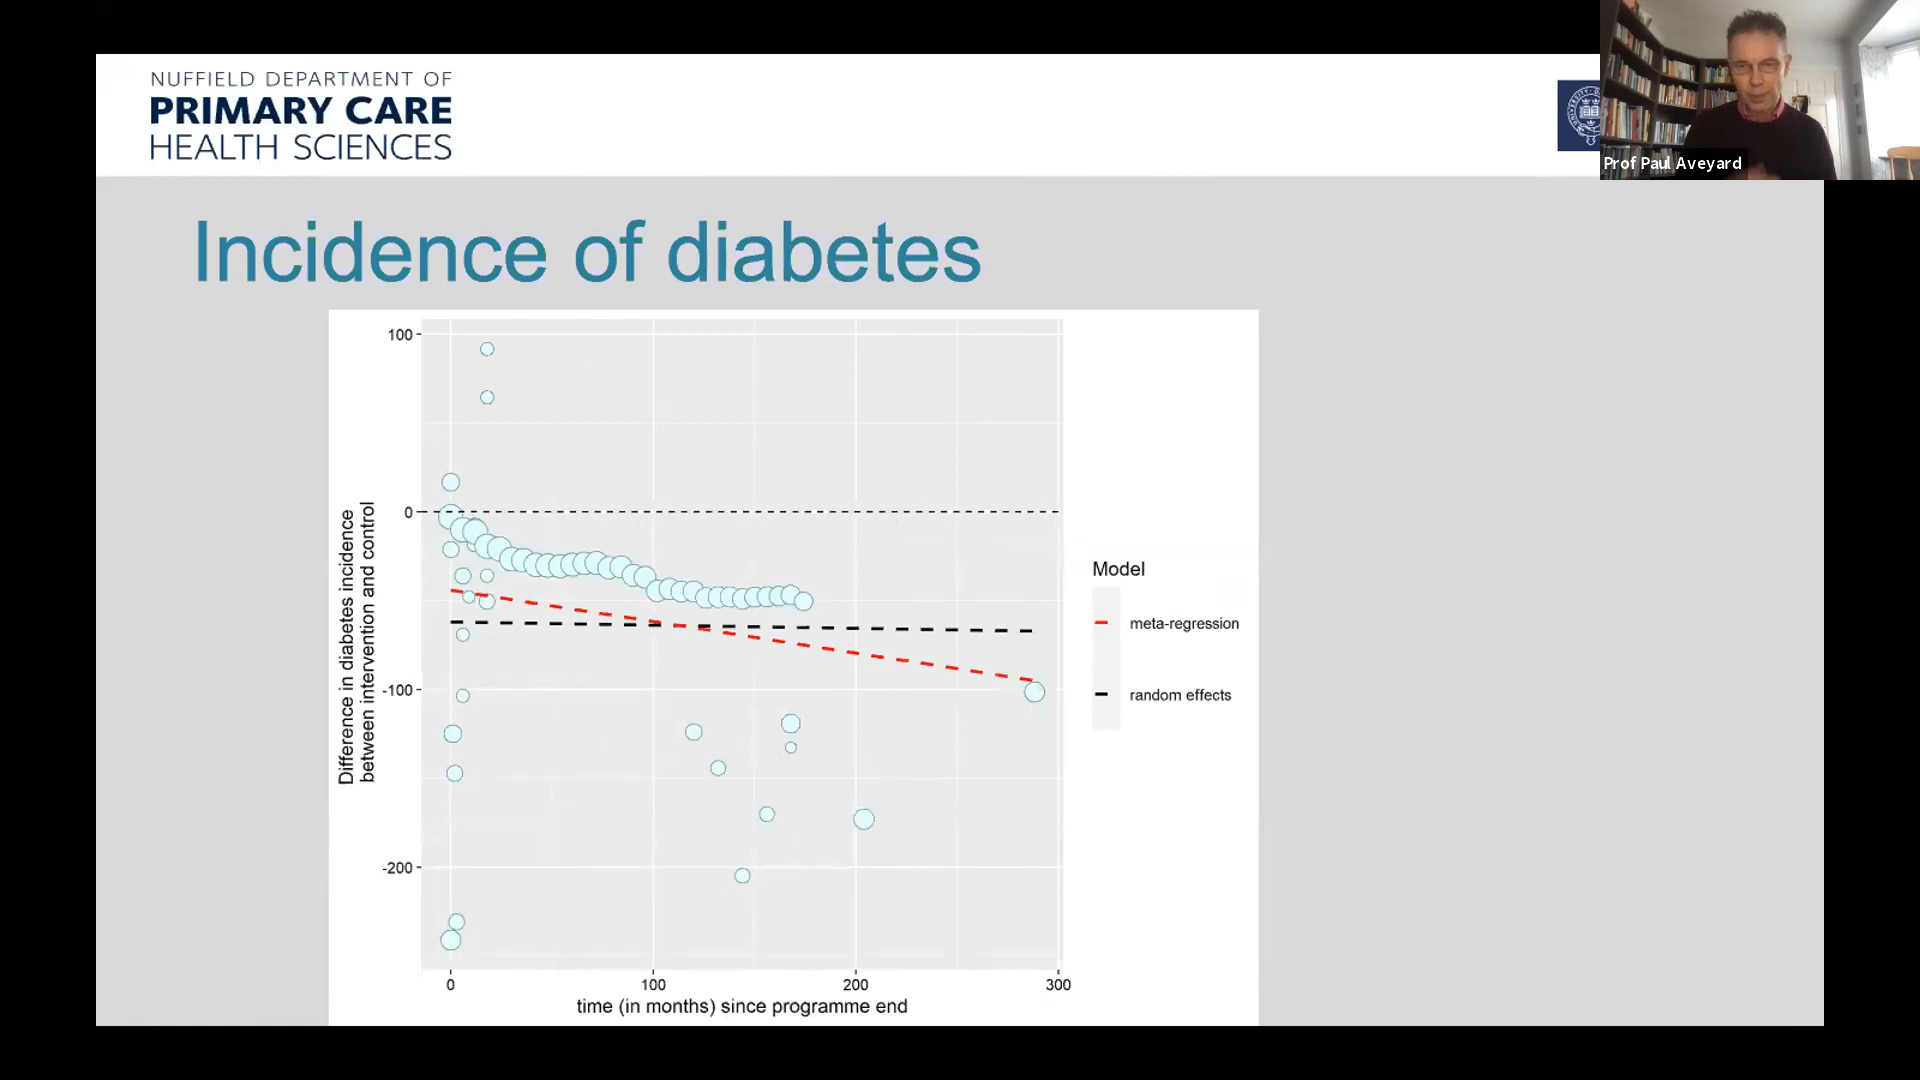 NUFFIELD DEPARTMENT OF
PRIMARY CARE
HEALTH SCIENCES
Prof Paul Aveyard
Incidence of diabetes
Difference in diabetes incidence
between intervention and control
100
0
-100
-200
0
100
200
300
time (in months) since programme end
Model
meta-regression
random effects